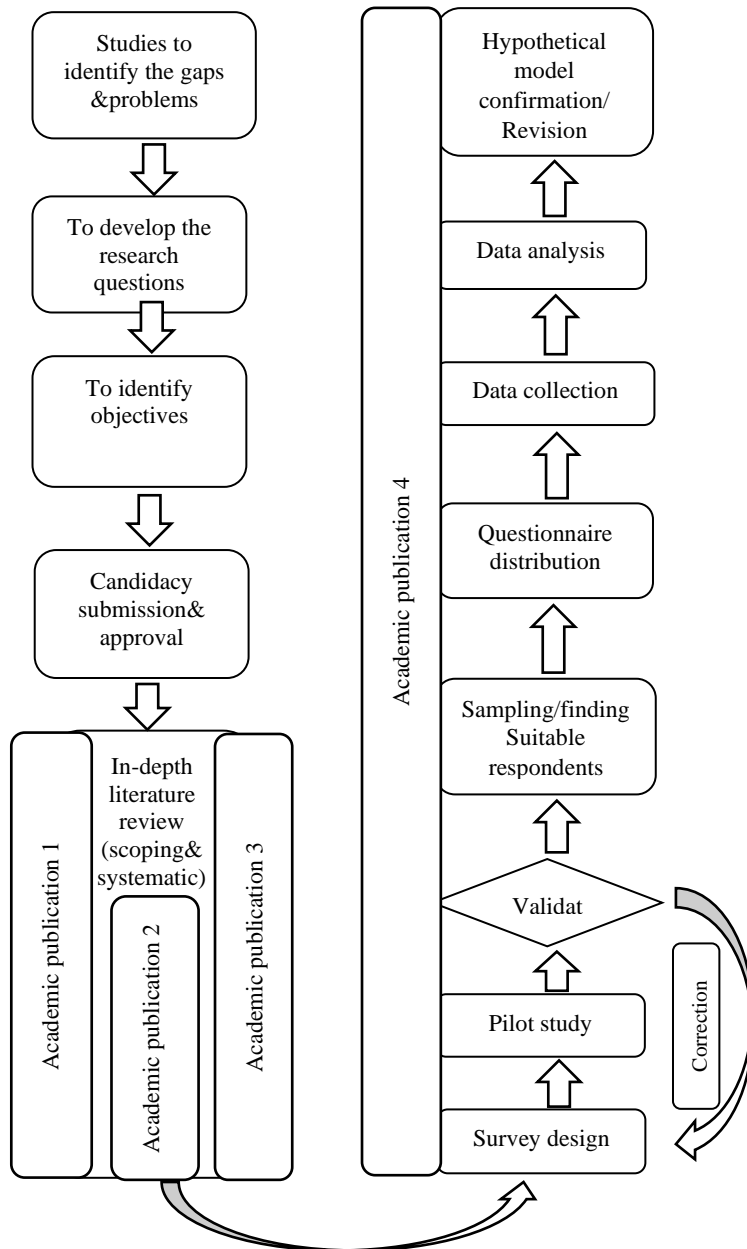 Studies to
identify the gaps
&problems
To develop the
research
questions
To identify
objectives
Candidacy
submission&
approval
In-depth
literature
review
(scoping&
systematic)
Academic publication 1
Academic publication 2
Academic publication 3
Academic publication 4
Hypothetical
model
confirmation/
Revision
Data analysis
Data collection
Questionnaire
distribution
Sampling/finding
Suitable
respondents
Validat
Pilot study
Survey design
Correction